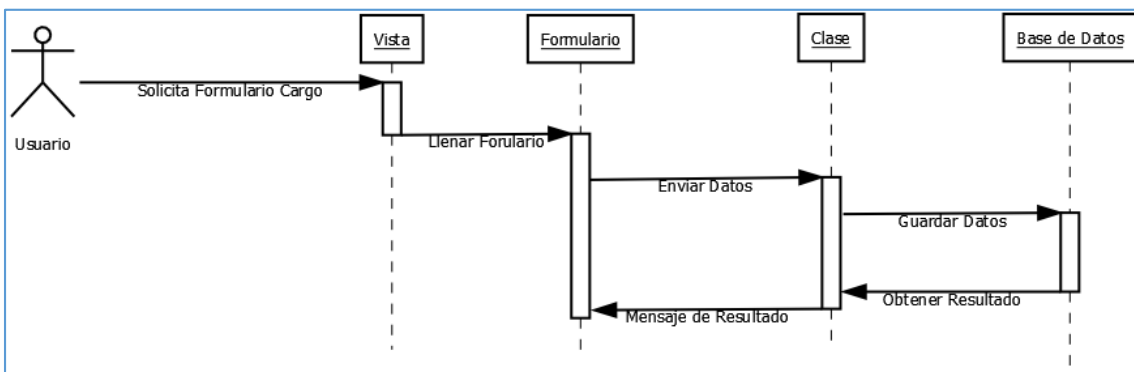 Vista
Formulario
Clase
Base de Datos
Usuario
Solicita Formulario Cargo
Llenar Forulario
Enviar Datos
Guardar Datos
Obtener Resultado
Mensaje de Resultado